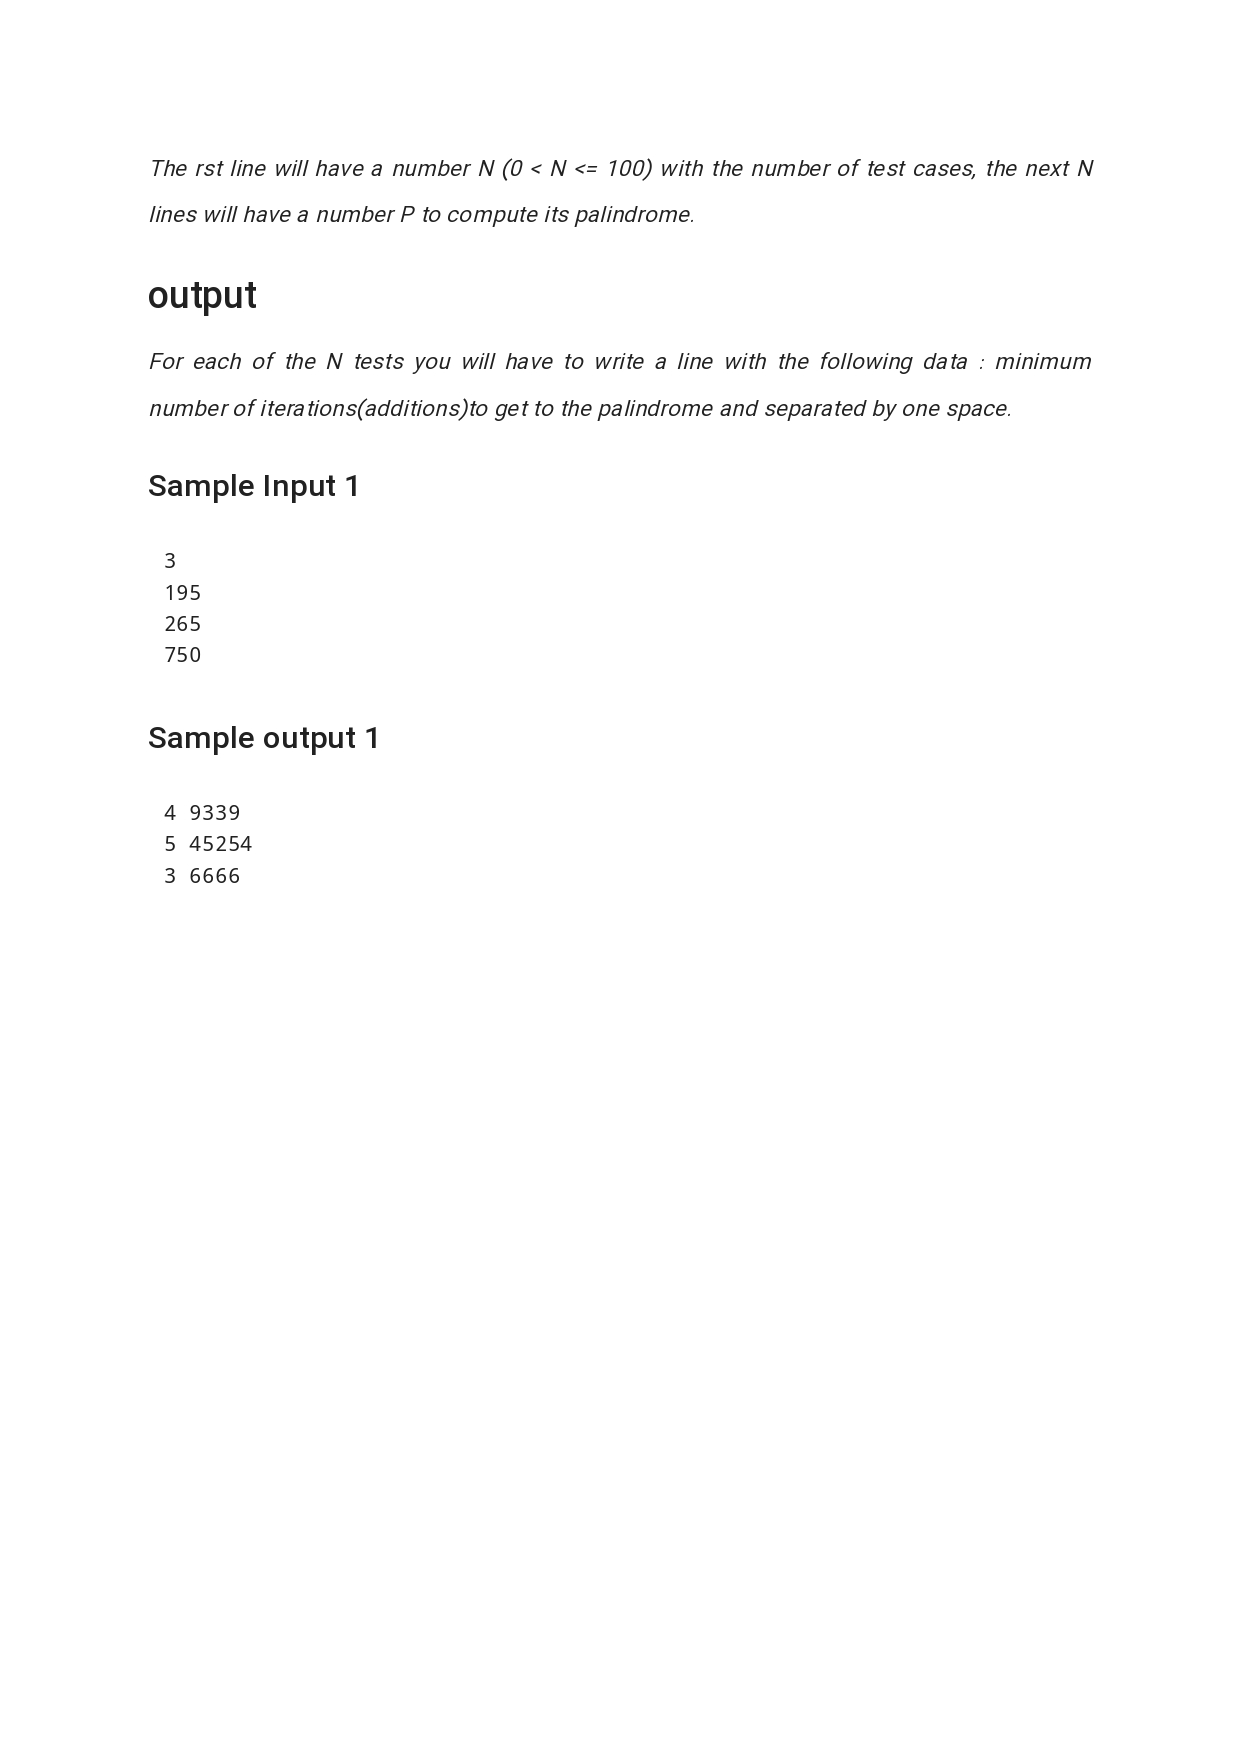 The rst line will have a number N (0 < N <= 100) with the number of test cases, the next N
lines will have a number P to compute its palindrome.
output
For each of the N tests you will have to write a line with the following data : minimum
number of iterations(additions)to get to the palindrome and separated by one space.
Sample Input 1
3
195
265
750
Sample output 1
4 9339
5 45254
3 6666